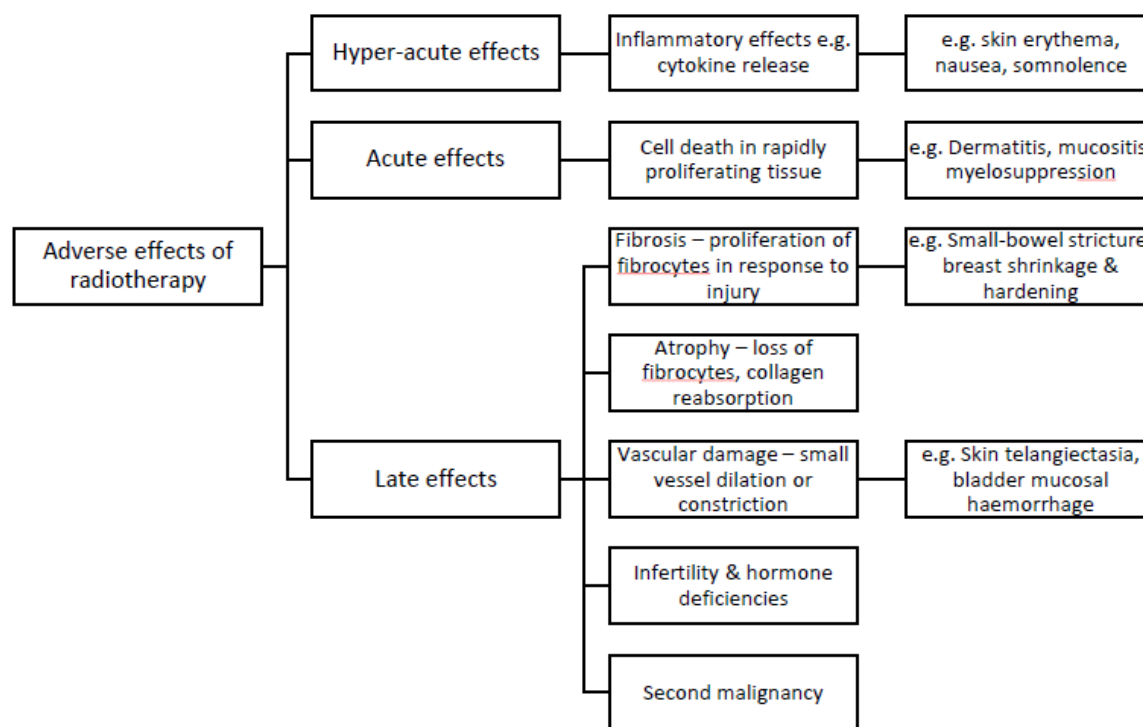 Hyper-acute effects
Inflammatory effects e.g.
cytokine release
e.g. skin erythema,
nausea, somnolence
Acute effects
Cell death in rapidly
proliferating tissue
e.g. Dermatitis, mucositis
myelosuppression
Adverse effects of
radiotherapy
Fibrosis – proliferation of
fibrocytes in response to
injury
e.g. Small-bowel stricture
breast shrinkage &
hardening
Atrophy – loss of
fibrocytes, collagen
reabsorption
Late effects
Vascular damage – small
vessel dilation or
constriction
e.g. Skin telangiectasia,
bladder mucosal
haemorrhage
Infertility & hormone
deficiencies
Second malignancy